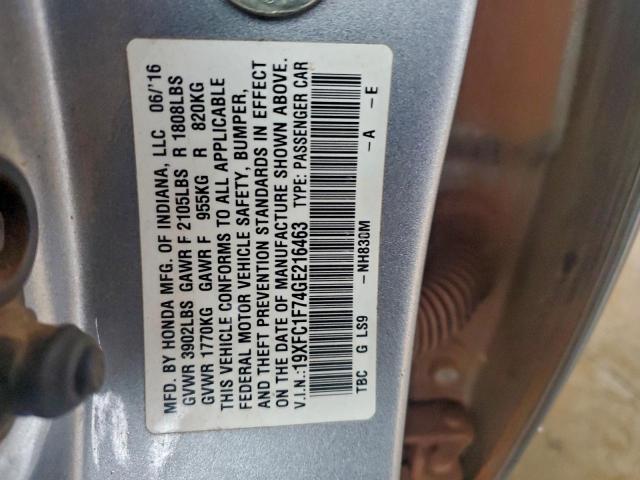 MFD. BY HONDA MFG. OF INDIANA, LLC 06/'16
GVWR 3902LBS GAWR F 2105LBS R 1808LBS
GVWR 1770KG GAWR F 955KG R 820KG
THIS VEHICLE CONFORMS TO ALL APPLICABLE
FEDERAL MOTOR VEHICLE SAFETY, BUMPER,
AND THEFT PREVENTION STANDARDS IN EFFECT
ON THE DATE OF MANUFACTURE SHOWN ABOVE.
V.I.N.:19XFC1F74GE216463 TYPE: PASSENGER CAR
TBC G LS9 -NH830M -A -E